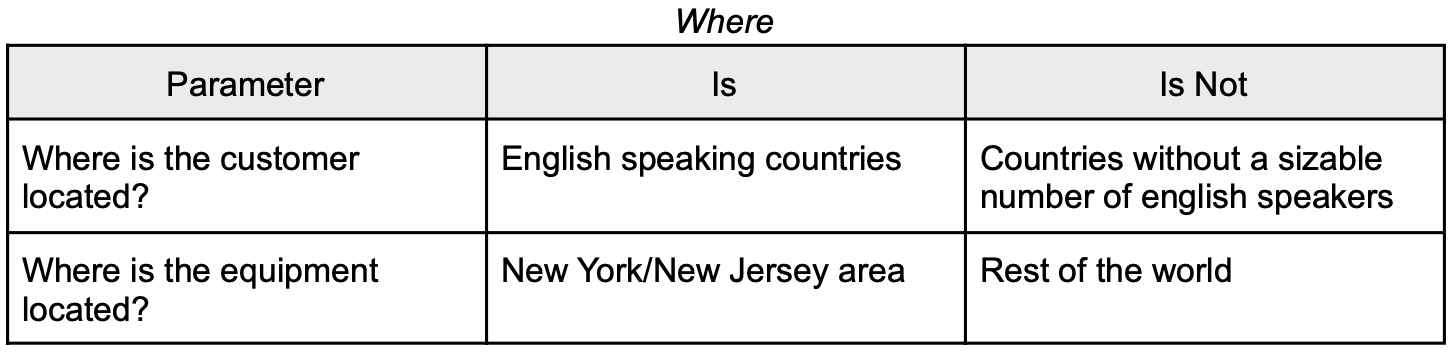 Where
Parameter
Is
Is Not
Where is the customer
located?
English speaking countries
Countries without a sizable
number of english speakers
Where is the equipment
located?
New York/New Jersey area
Rest of the world